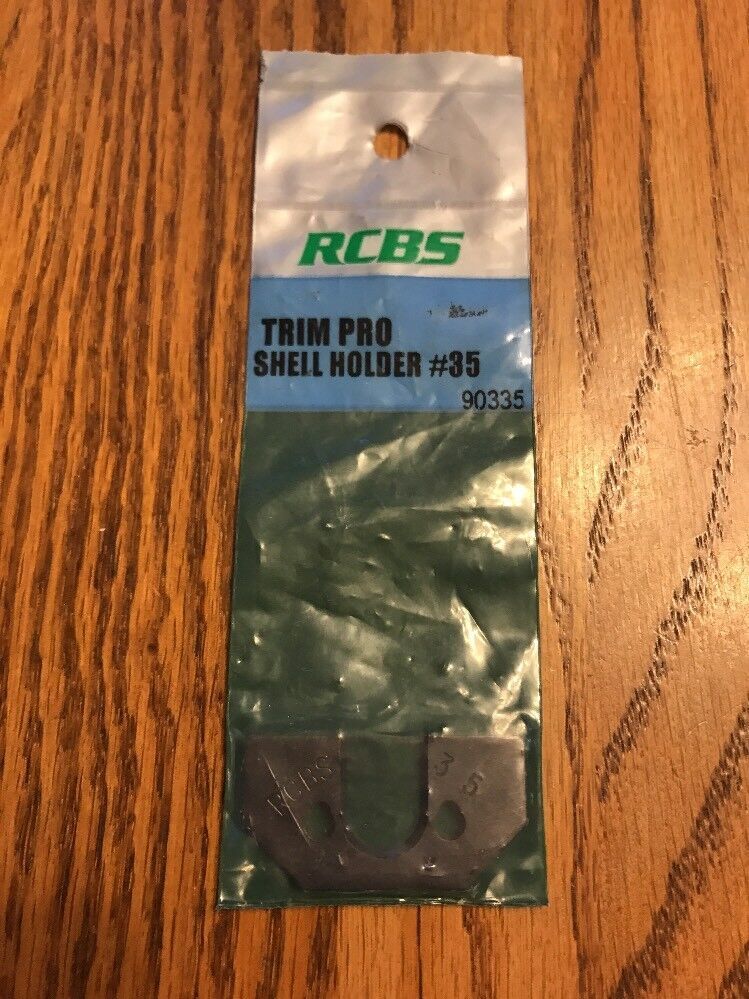 RCBS
TRIM PRO
SHELL HOLDER #35
90335
RCBS
35